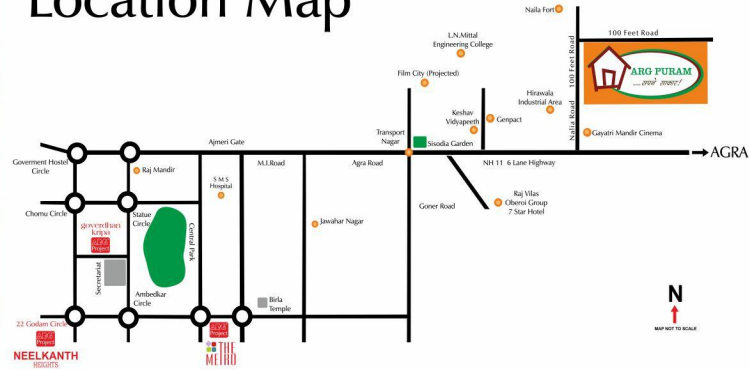 Location Map
Naila Fort
100 Feet Road
100 Feet Road
Nailia Road
L.N.Mittal
Engineering College
Film City (Projected)
ARG PURAM
....सपने साकार!
Hirawala
Industrial Area
Keshav
Vidyapeeth
Genpact
Gayatri Mandir Cinema
Transport
Nagar
Sisodia Garden
Ajmeri Gate
AGRA
Goverment Hostel
Circle
M.I.Road
Agra Road
NH 11 6 Lane Highway
Raj Mandir
S M S
Hospital
Raj Vilas
Oberoi Group
7 Star Hotel
Goner Road
Chomu Circle
Statue
Circle
goverdhan
kripa
Project
Central Park
Jawahar Nagar
Secretariat
Ambedkar
Circle
Birla
Temple
N
MAP NOT TO SCALE
22 Godam Circle
Project
NEELKANTH
HEIGHTS
Project
THE
METRO